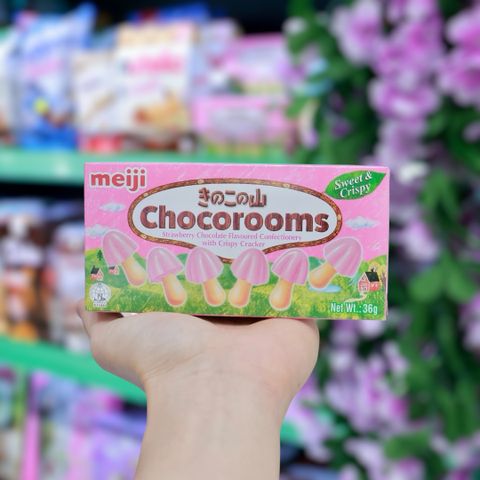 meiji
きのこの山
Chocorooms
Strawberry Chocolate Flavoured Confectionery
with Crispy Cracker
Sweet &
Crispy
Net Wt.: 36g